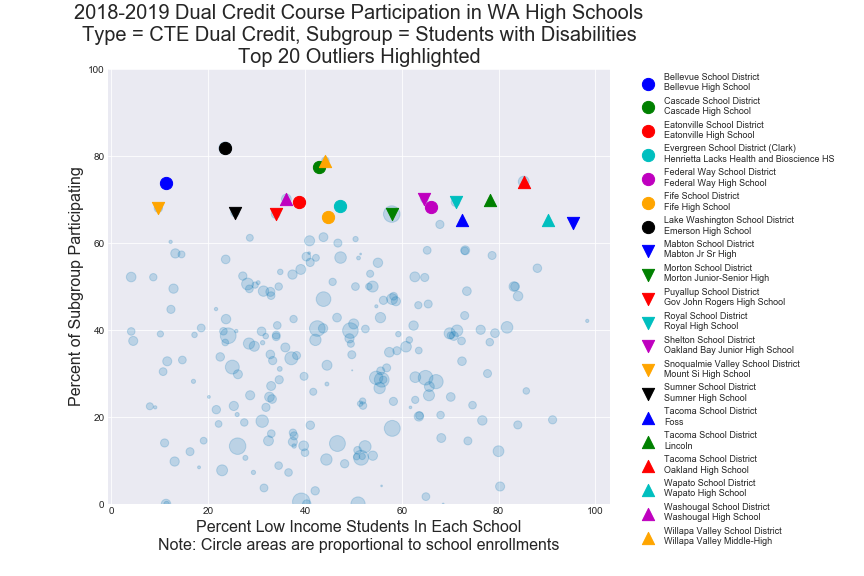 2018-2019 Dual Credit Course Participation in WA High Schools
Type = CTE Dual Credit, Subgroup = Students with Disabilities
Top 20 Outliers Highlighted
100
80
60
40
20
0
Percent of Subgroup Participating
0 20 40 60 80 100
Percent Low Income Students In Each School
Note: Circle areas are proportional to school enrollments
Bellevue School District
Bellevue High School
Cascade School District
Cascade High School
Eatonville School District
Eatonville High School
Evergreen School District (Clark)
Henrietta Lacks Health and Bioscience HS
Federal Way School District
Federal Way High School
Fife School District
Fife High School
Lake Washington School District
Emerson High School
Mabton School District
Mabton Jr Sr High
Morton School District
Morton Junior-Senior High
Puyallup School District
Gov John Rogers High School
Royal School District
Royal High School
Shelton School District
Oakland Bay Junior High School
Snoqualmie Valley School District
Mount Si High School
Sumner School District
Sumner High School
Tacoma School District
Foss
Tacoma School District
Lincoln
Tacoma School District
Oakland High School
Wapato School District
Wapato High School
Washougal School District
Washougal High School
Willapa Valley School District
Willapa Valley Middle-High